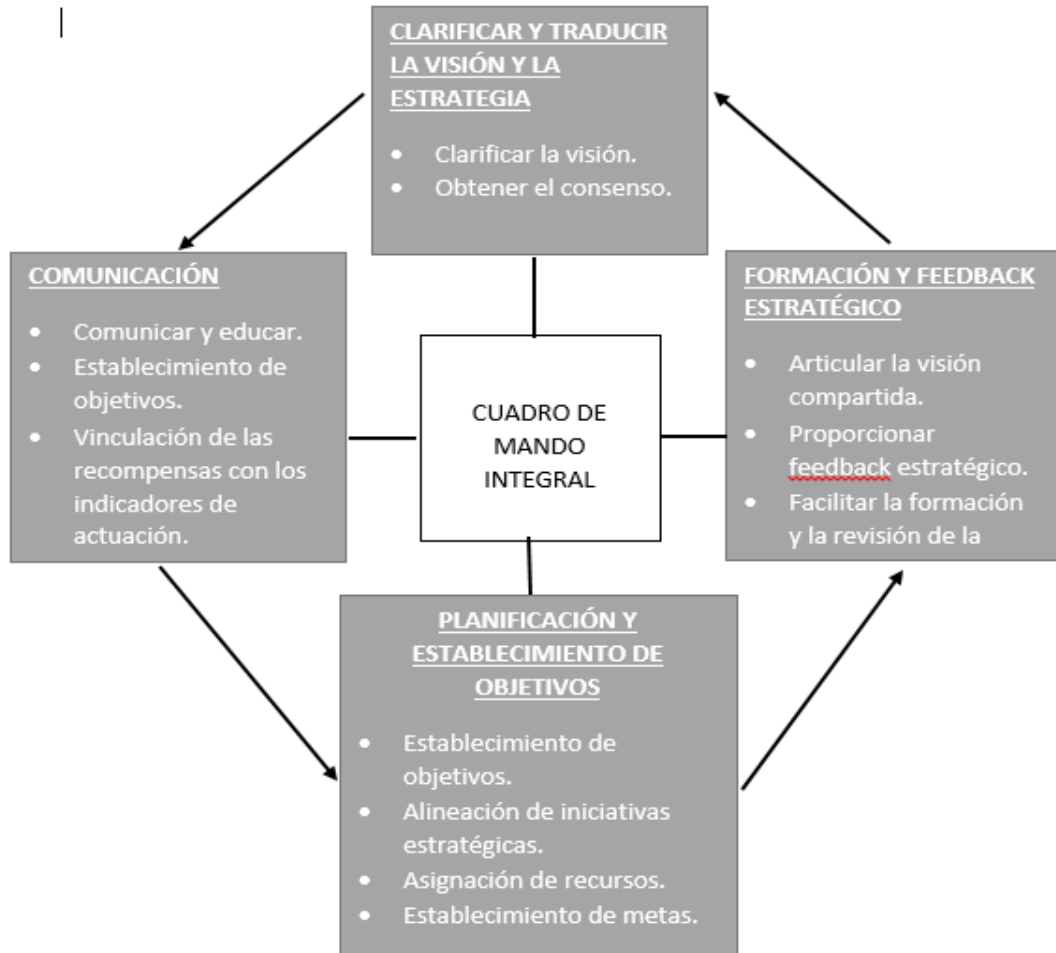 CLARIFICAR Y TRADUCIR
LA VISIÓN Y LA
ESTRATEGIA
• Clarificar la visión.
• Obtener el consenso.
COMUNICACIÓN
• Comunicar y educar.
• Establecimiento de
objetivos.
• Vinculación de las
recompensas con los
indicadores de
actuación.
CUADRO DE
MANDO
INTEGRAL
FORMACIÓN Y FEEDBACK
ESTRATÉGICO
• Articular la visión
compartida.
• Proporcionar
feedback estratégico.
• Facilitar la formación
y la revisión de la
PLANIFICACIÓN Y
ESTABLECIMIENTO DE
OBJETIVOS
• Establecimiento de
objetivos.
• Alineación de iniciativas
estratégicas.
• Asignación de recursos.
• Establecimiento de metas.